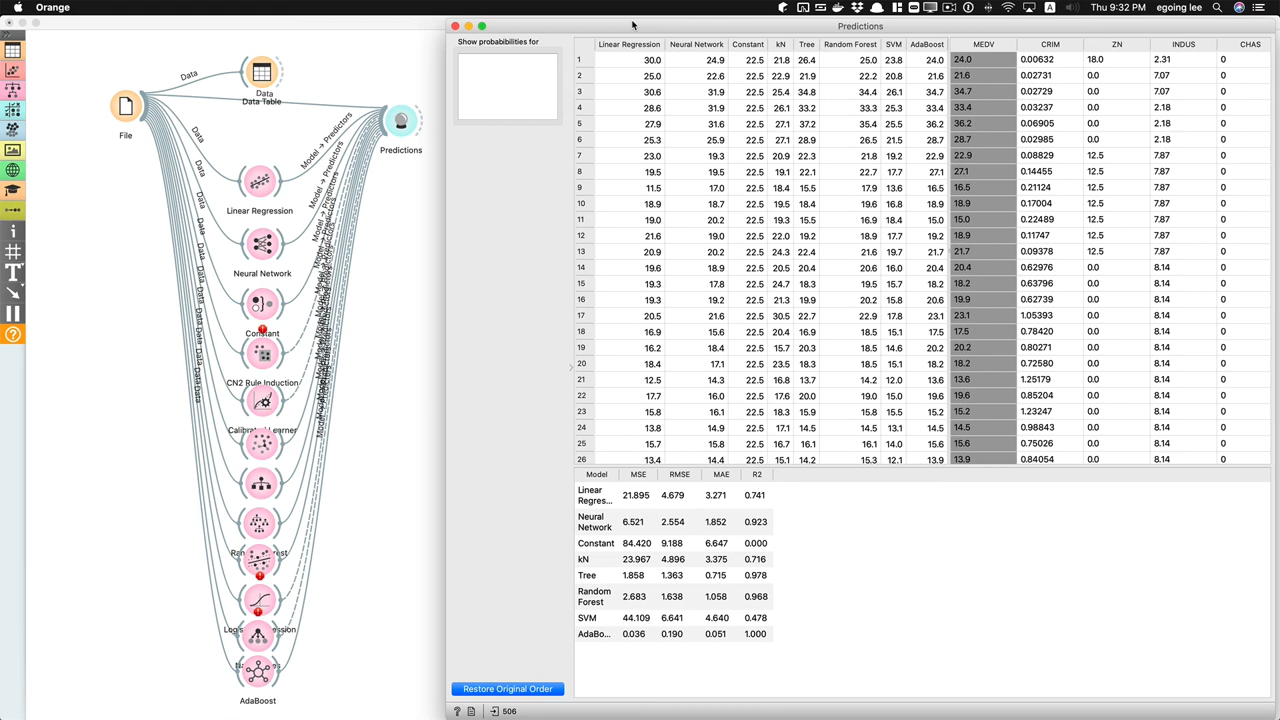 Orange
Thu 9:32 PM egoing lee
Predictions
Data
Data
Data Table
File
Predictions
Data
Model → Predictors
Linear Regression
Data
Model → Predictors
Neural Network
Data
Constant
CN2 Rule Induction
Calibrated Learner
AdaBoost
Show probabilities for
Restore Original Order
506
Linear Regression Neural Network Constant kN Tree Random Forest SVM AdaBoost MEDV CRIM ZN INDUS CHAS
1 30.0 24.9 22.5 21.8 26.4 25.0 23.8 24.0 24.0 0.00632 18.0 2.31 0
2 25.0 22.6 22.5 22.9 21.9 22.2 20.8 21.6 21.6 0.02731 0.0 7.07 0
3 30.6 31.9 22.5 25.4 34.8 34.4 26.1 34.7 34.7 0.02729 0.0 7.07 0
4 28.6 31.9 22.5 26.1 33.2 33.3 25.3 33.4 33.4 0.03237 0.0 2.18 0
5 27.9 31.6 22.5 27.1 37.2 35.4 25.5 36.2 36.2 0.06905 0.0 2.18 0
6 25.3 25.9 22.5 27.1 28.9 26.5 21.5 28.7 28.7 0.02985 0.0 2.18 0
7 23.0 19.3 22.5 20.9 22.3 21.8 19.2 22.9 22.9 0.08829 12.5 7.87 0
8 19.5 19.5 22.5 19.1 22.1 22.7 17.7 27.1 27.1 0.14455 12.5 7.87 0
9 11.5 17.0 22.5 18.4 15.5 17.9 13.6 16.5 16.5 0.21124 12.5 7.87 0
10 18.9 18.7 22.5 19.5 18.4 19.6 16.8 18.9 18.9 0.17004 12.5 7.87 0
11 19.0 20.2 22.5 19.3 15.5 16.9 18.4 15.0 15.0 0.22489 12.5 7.87 0
12 21.6 19.0 22.5 22.0 19.2 18.9 17.7 19.2 18.9 0.11747 12.5 7.87 0
13 20.9 20.2 22.5 24.3 22.4 21.6 19.7 21.7 21.7 0.09378 12.5 7.87 0
14 19.6 18.9 22.5 20.5 20.4 20.6 16.0 20.4 20.4 0.62976 0.0 8.14 0
15 19.3 17.8 22.5 24.7 18.3 19.5 15.7 18.2 18.2 0.63796 0.0 8.14 0
16 19.3 19.2 22.5 21.3 19.9 20.2 15.8 20.6 19.9 0.62739 0.0 8.14 0
17 20.5 21.6 22.5 30.5 22.7 22.9 17.8 23.1 23.1 1.05393 0.0 8.14 0
18 16.9 15.6 22.5 20.4 16.9 18.5 15.1 17.5 17.5 0.78420 0.0 8.14 0
19 16.2 18.4 22.5 15.7 20.3 18.5 14.6 20.2 20.2 0.80271 0.0 8.14 0
20 18.4 17.1 22.5 23.5 18.3 18.5 15.1 18.2 18.2 0.72580 0.0 8.14 0
21 12.5 14.3 22.5 16.8 13.7 14.2 12.0 13.6 13.6 1.25179 0.0 8.14 0
22 17.7 16.0 22.5 17.6 20.0 19.0 15.0 19.6 19.6 0.85204 0.0 8.14 0
23 15.8 16.1 22.5 18.3 15.9 15.8 15.5 15.2 15.2 1.23247 0.0 8.14 0
24 13.8 14.9 22.5 17.1 14.5 14.5 13.1 14.5 14.5 0.98843 0.0 8.14 0
25 15.7 15.8 22.5 16.7 16.1 16.1 14.0 15.6 15.6 0.75026 0.0 8.14 0
26 13.4 14.4 22.5 15.1 14.2 15.3 12.1 13.9 13.9 0.84054 0.0 8.14 0
Model MSE RMSE MAE R2
Linear Regres... 21.895 4.679 3.271 0.741
Neural Network 6.521 2.554 1.852 0.923
Constant 84.420 9.188 6.647 0.000
kN 23.967 4.896 3.375 0.716
Tree 1.858 1.363 0.715 0.978
Random Forest 2.683 1.638 1.058 0.968
SVM 44.109 6.641 4.640 0.478
AdaBoo... 0.036 0.190 0.051 1.000